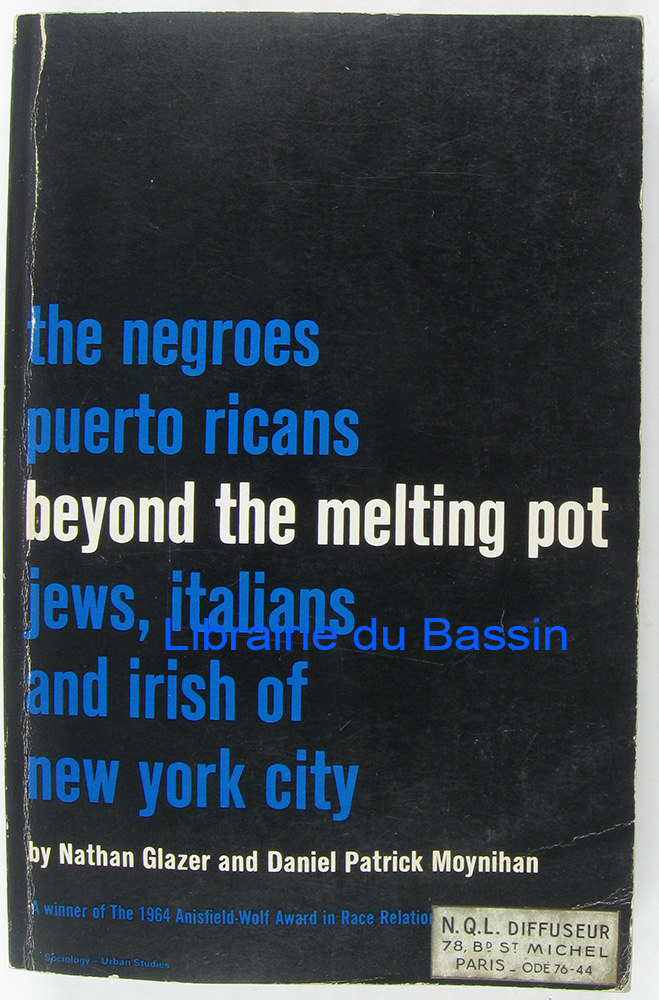 the negroes
puerto ricans
beyond the melting pot
jews, italians
Librairie du Bassin
and irish of
new york city
by Nathan Glazer and Daniel Patrick Moynihan
A winner of The 1964 Anisfield-Wolf Award in Race Relation
N.Q.L. DIFFUSEUR
78, BD ST MICHEL
PARIS_ ODÉ 76-44
Sociology – Urban Studies